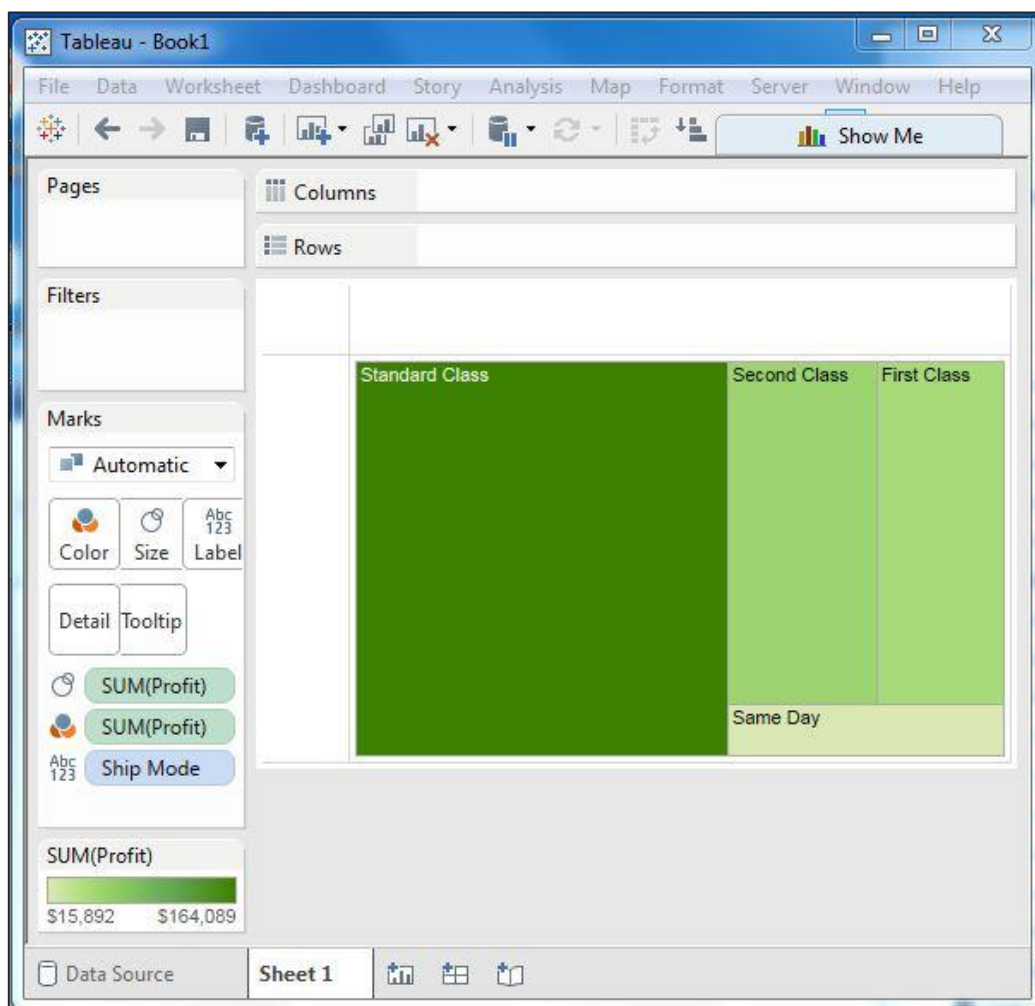 Tableau - Book1
File Data Worksheet Dashboard Story Analysis Map Format Server Window Help
Show Me
Pages
Columns
Rows
Filters
Standard Class Second Class First Class
Marks
Automatic
Abc
123
Color Size Label
Detail Tooltip
SUM(Profit)
SUM(Profit)
Same Day
Abc
123
Ship Mode
SUM(Profit)
$15,892 $164,089
Data Source Sheet 1